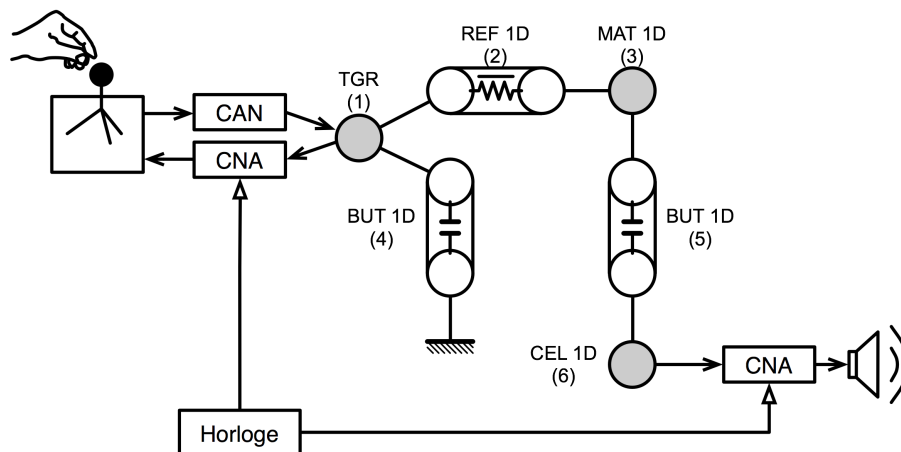 REF 1D
(2)
MAT 1D
(3)
TGR
(1)
CAN
CNA
BUT 1D
(4)
BUT 1D
(5)
CEL 1D
(6)
CNA
Horloge